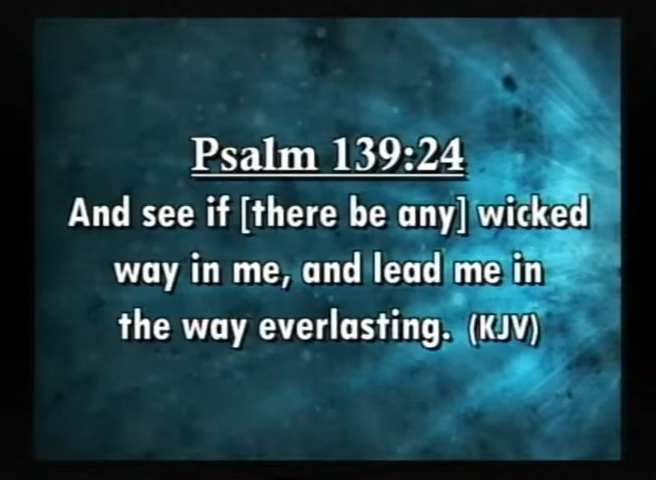 Psalm 139:24
And see if [there be any] wicked
way in me, and lead me in
the way everlasting. (KJV)